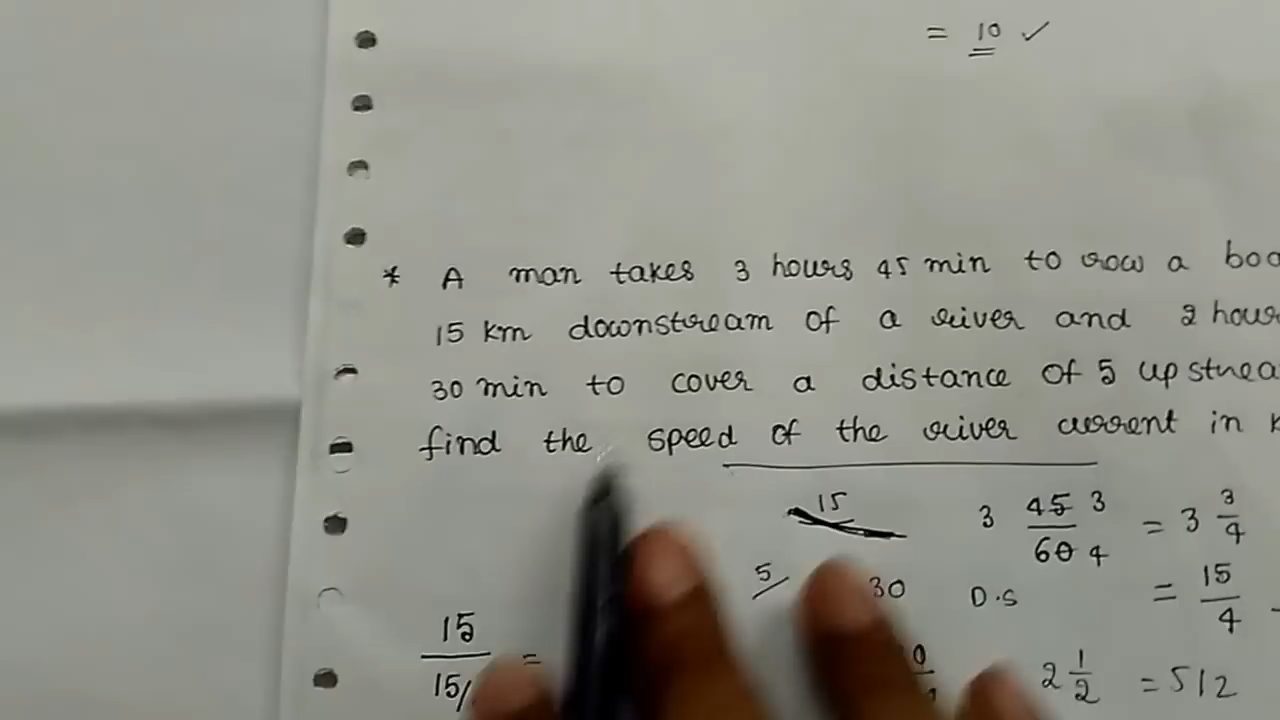 = 10 ✓
* A man takes 3 hours 45 min to row a boa
15 km downstream of a river and 2 hour
30 min to cover a distance of 5 upstrea
find the speed of the river current in k
15 3 45/60 3/4 = 3 3/4
5/ 30 D.S = 15/4
15/15/ = 2 1/2 = 512